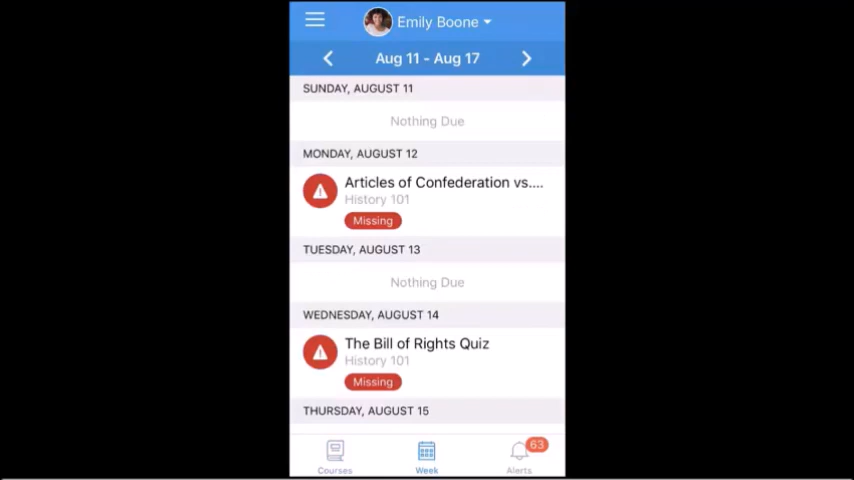 Emily Boone
Aug 11 - Aug 17
SUNDAY, AUGUST 11
Nothing Due
MONDAY, AUGUST 12
Articles of Confederation vs....
History 101
Missing
TUESDAY, AUGUST 13
Nothing Due
WEDNESDAY, AUGUST 14
The Bill of Rights Quiz
History 101
Missing
THURSDAY, AUGUST 15
63
Courses Week Alerts